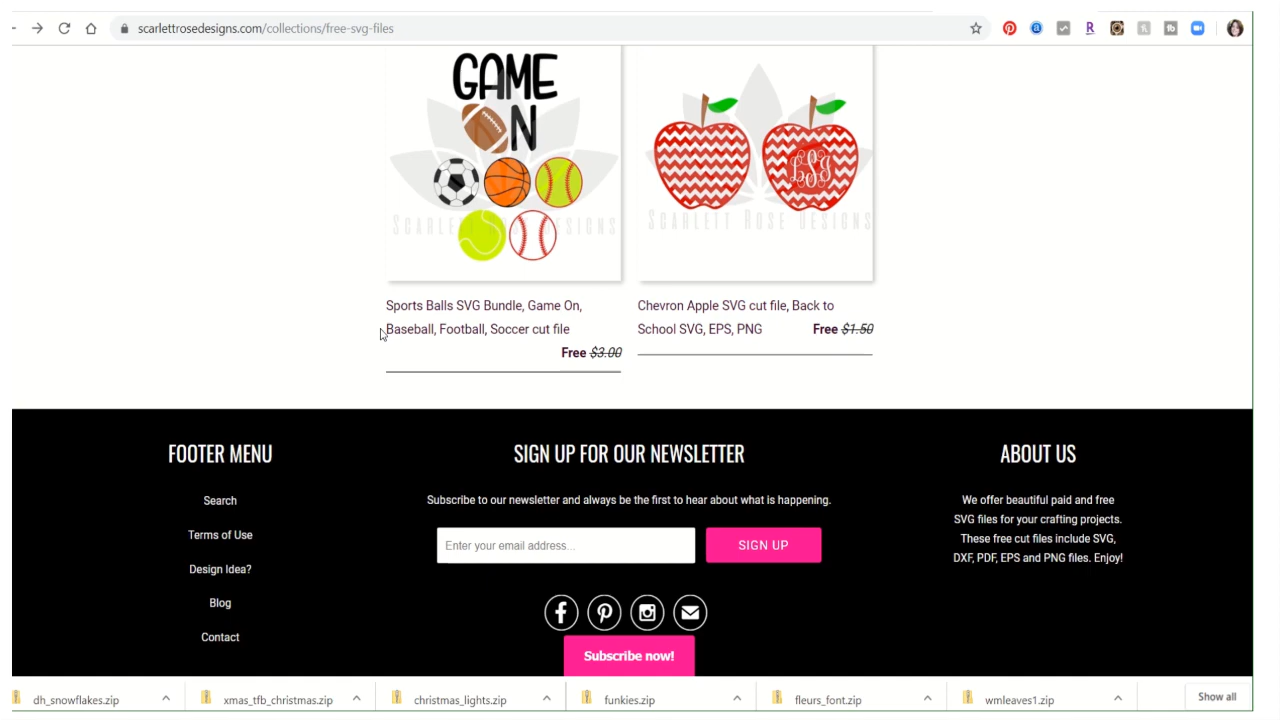 scarlettrosedesigns.com/collections/free-svg-files
GAME
N
LSJ
SCARLETT ROSE DESIGNS
SCARLETT ROSE DESIGNS
Sports Balls SVG Bundle, Game On,
Baseball, Football, Soccer cut file
Free $3.00
Chevron Apple SVG cut file, Back to
School SVG, EPS, PNG Free $1.50
FOOTER MENU
Search
Terms of Use
Design Idea?
Blog
Contact
SIGN UP FOR OUR NEWSLETTER
Subscribe to our newsletter and always be the first to hear about what is happening.
Enter your email address...
SIGN UP
Subscribe now!
ABOUT US
We offer beautiful paid and free
SVG files for your crafting projects.
These free cut files include SVG,
DXF, PDF, EPS and PNG files. Enjoy!
dh_snowflakes.zip
xmas_tfb_christmas.zip
christmas_lights.zip
funkies.zip
fleurs_font.zip
wmleaves1.zip
Show all